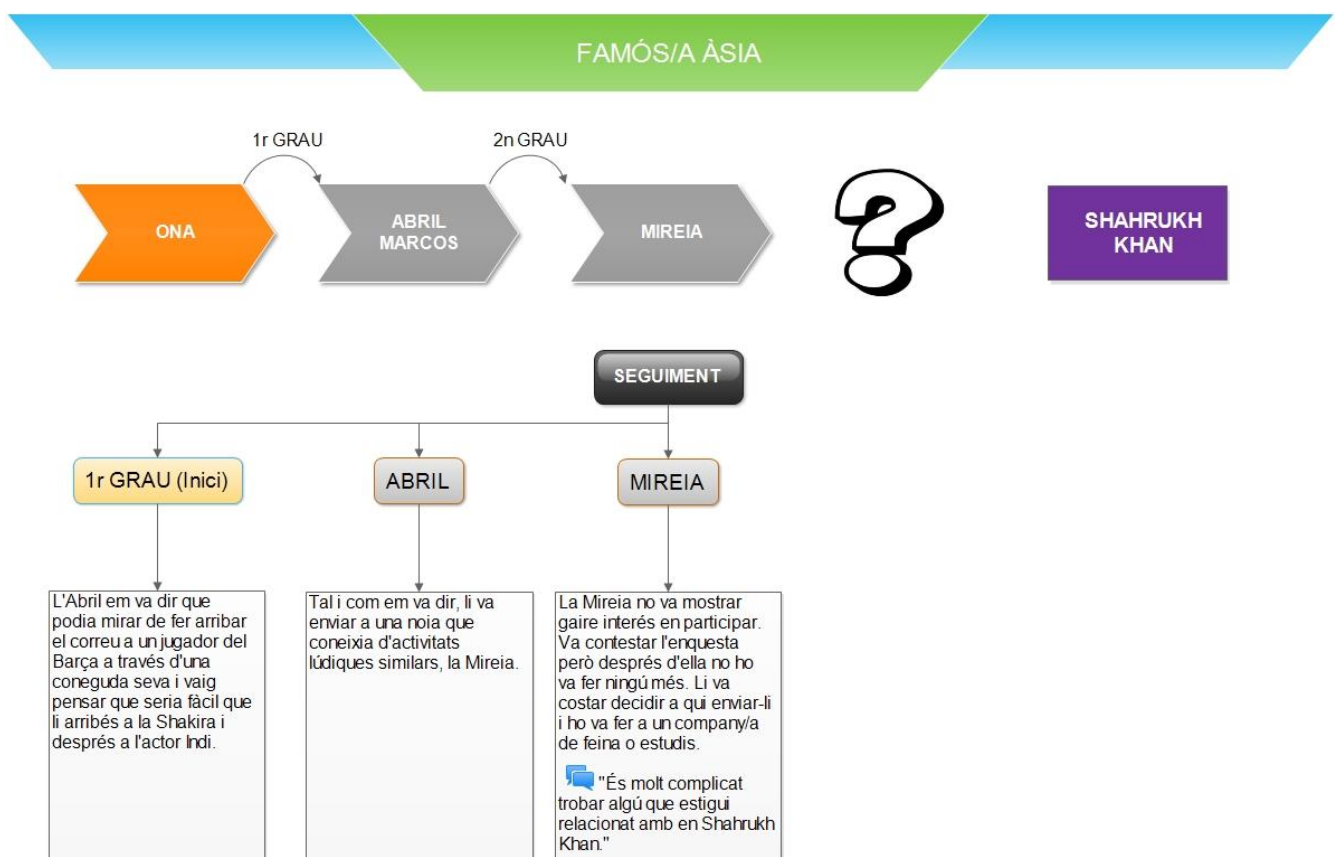 FAMÓS/A ÀSIA
1r GRAU
2n GRAU
ONA
ABRIL
MARCOS
MIREIA
SHAHRUKH
KHAN
SEGUIMENT
1r GRAU (Inici)
ABRIL
MIREIA
L'Abril em va dir que
podia mirar de fer arribar
el correu a un jugador del
Barça a través d'una
coneguda seva i vaig
pensar que seria fàcil que
li arribés a la Shakira i
després a l'actor Indi.
Tal i com em va dir, li va
enviar a una noia que
coneixia d'activitats
lúdiques similars, la Mireia.
La Mireia no va mostrar
gaire interés en participar.
Va contestar l'enquesta
però després d'ella no ho
va fer ningú més. Li va
costar decidir a qui enviar-li
i ho va fer a un company/a
de feina o estudis.
"És molt complicat
trobar algú que estigui
relacionat amb en Shahrukh
Khan."